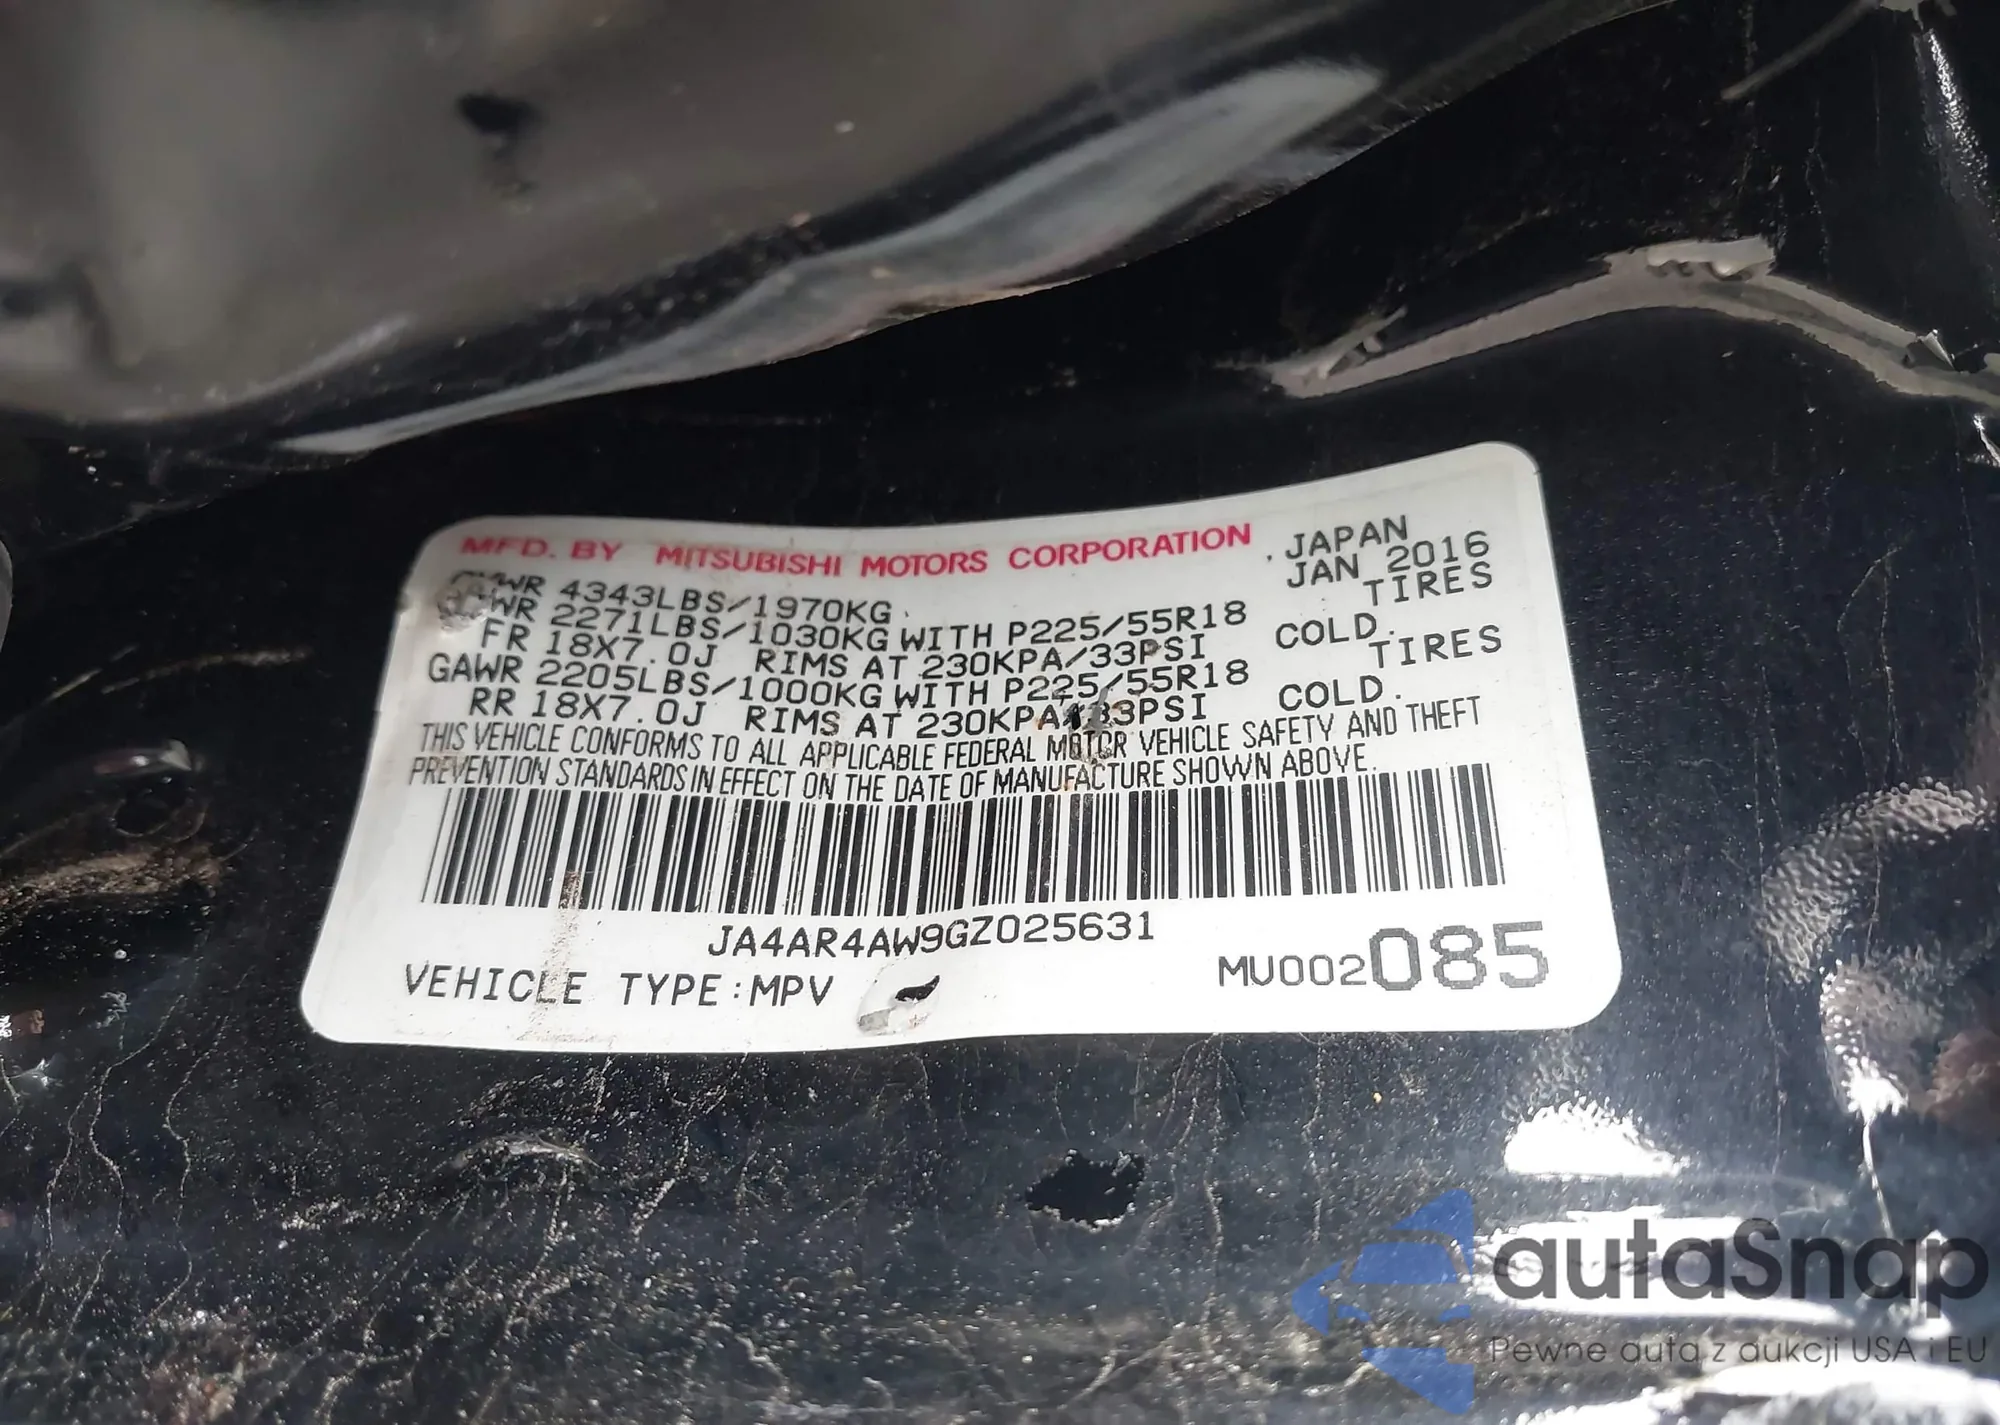 MFD. BY MITSUBISHI MOTORS CORPORATION . JAPAN
GVWR 4343LBS/1970KG JAN 2016
GAWR 2271LBS/1030KG WITH P225/55R18 TIRES
FR 18X7.0J RIMS AT 230KPA/33PSI COLD.
GAWR 2205LBS/1000KG WITH P225/55R18 TIRES
RR 18X7.0J RIMS AT 230KPA/33PSI COLD.
THIS VEHICLE CONFORMS TO ALL APPLICABLE FEDERAL MOTOR VEHICLE SAFETY AND THEFT
PREVENTION STANDARDS IN EFFECT ON THE DATE OF MANUFACTURE SHOWN ABOVE.
JA4AR4AW9GZ025631
VEHICLE TYPE:MPV MU002085
autaSnap
Pewne auta z aukcji USA i EU